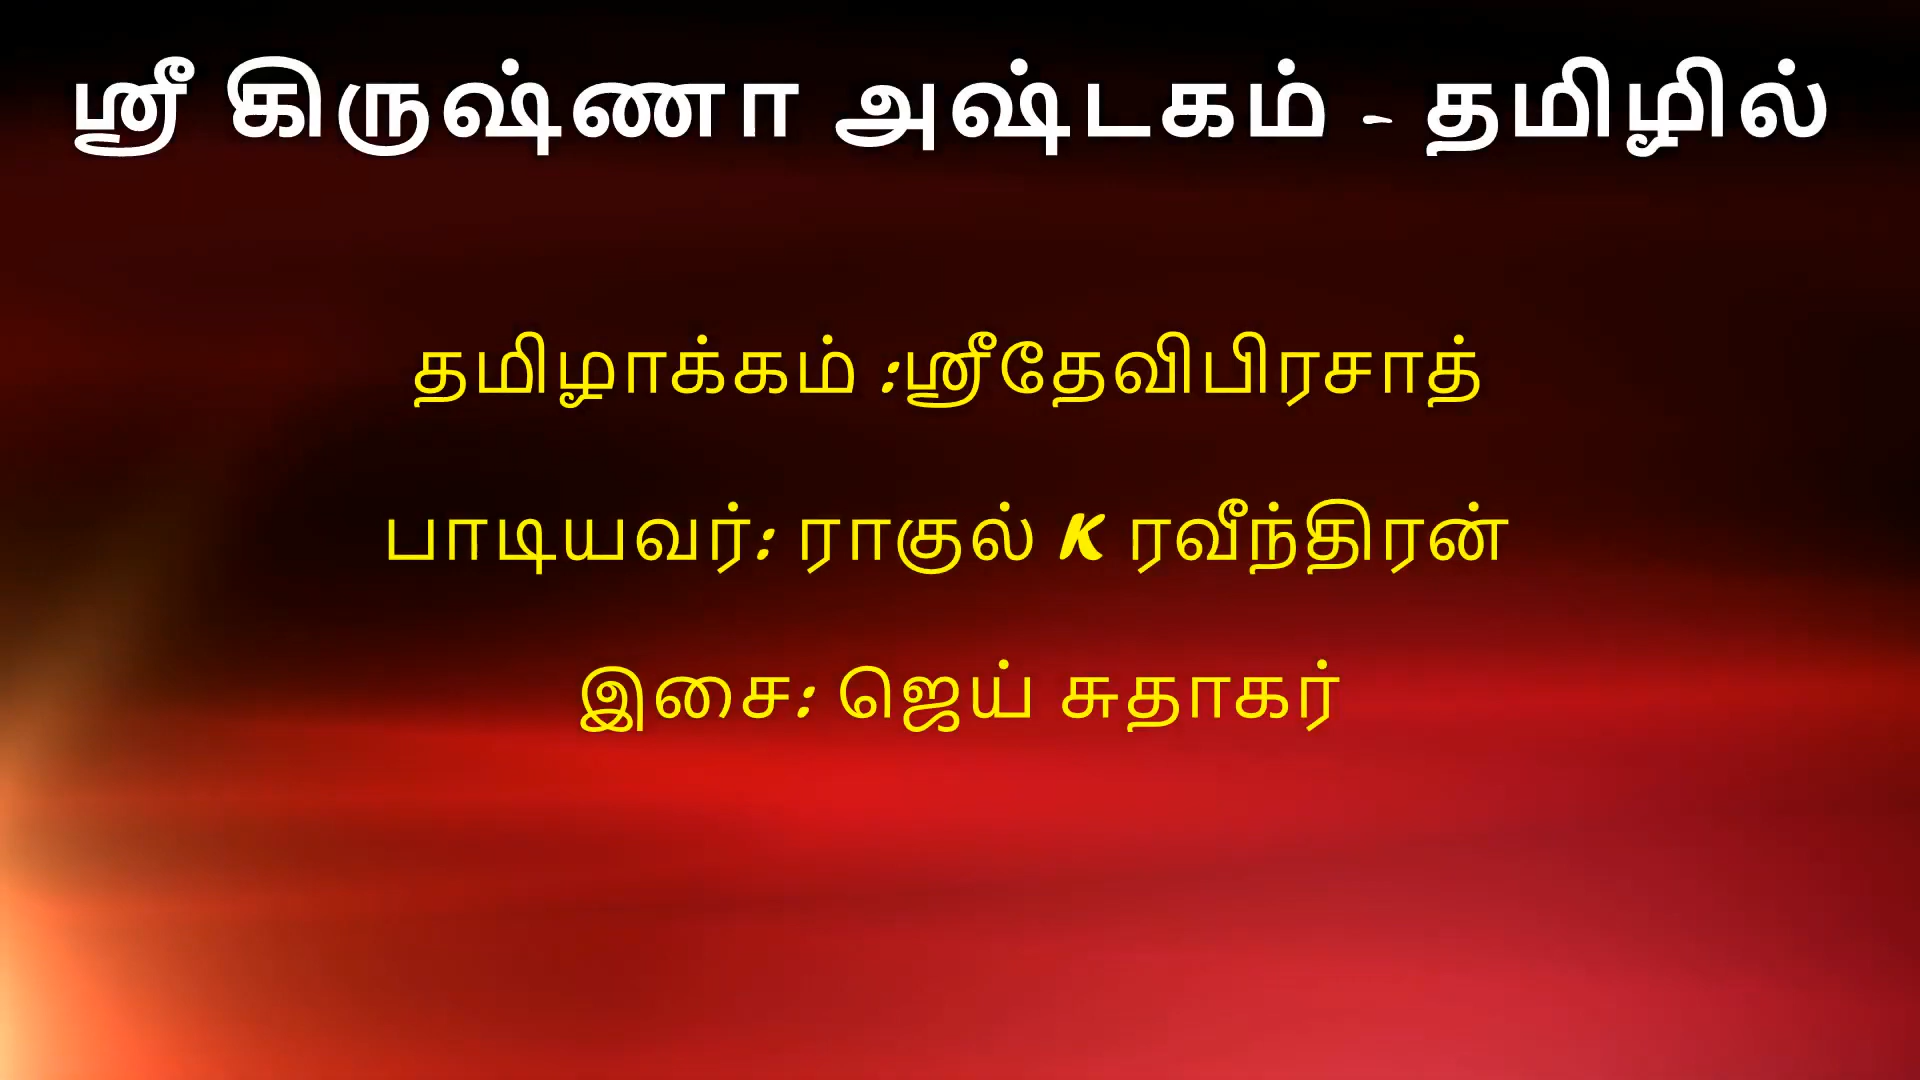 ஸ்ரீ கிருஷ்ணா அஷ்டகம் - தமிழில்
தமிழாக்கம் :ஸ்ரீதேவிபிரசாத்
பாடியவர்: ராகுல் K ரவீந்திரன்
இசை: ஜெய் சுதாகர்